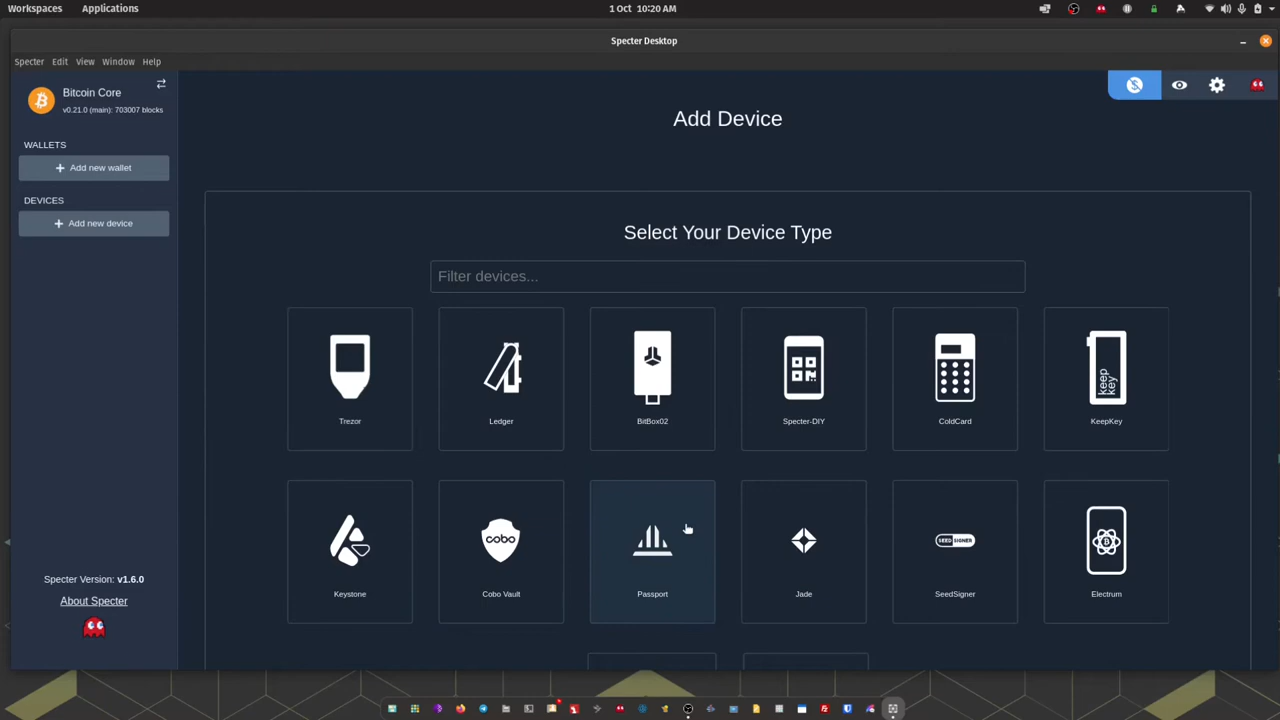 Workspaces Applications 1 Oct 10:20 AM
Specter Desktop
Specter Edit View Window Help
Bitcoin Core
v0.21.0 (main): 703007 blocks
WALLETS
+ Add new wallet
DEVICES
+ Add new device
Specter Version: v1.6.0
About Specter
Add Device
Select Your Device Type
Filter devices...
Trezor
Ledger
BitBox02
Specter-DIY
ColdCard
keep key
KeepKey
Keystone
cobo
Cobo Vault
Passport
Jade
SEED SIGNER
SeedSigner
Electrum